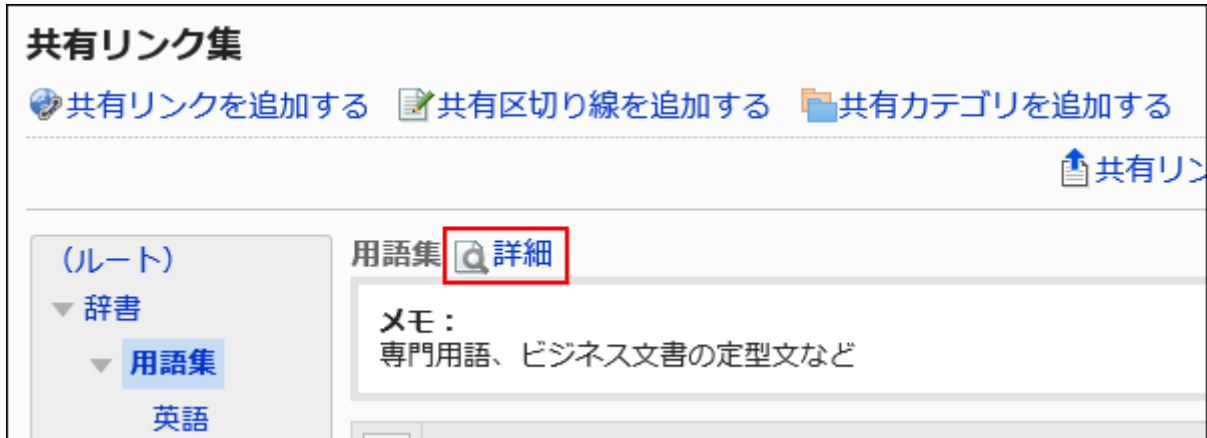 共有リンク集
共有リンクを追加する 共有区切り線を追加する 共有カテゴリを追加する
共有リン
(ルート)
辞書
用語集
英語
用語集 詳細
メモ：
専門用語、ビジネス文書の定型文など